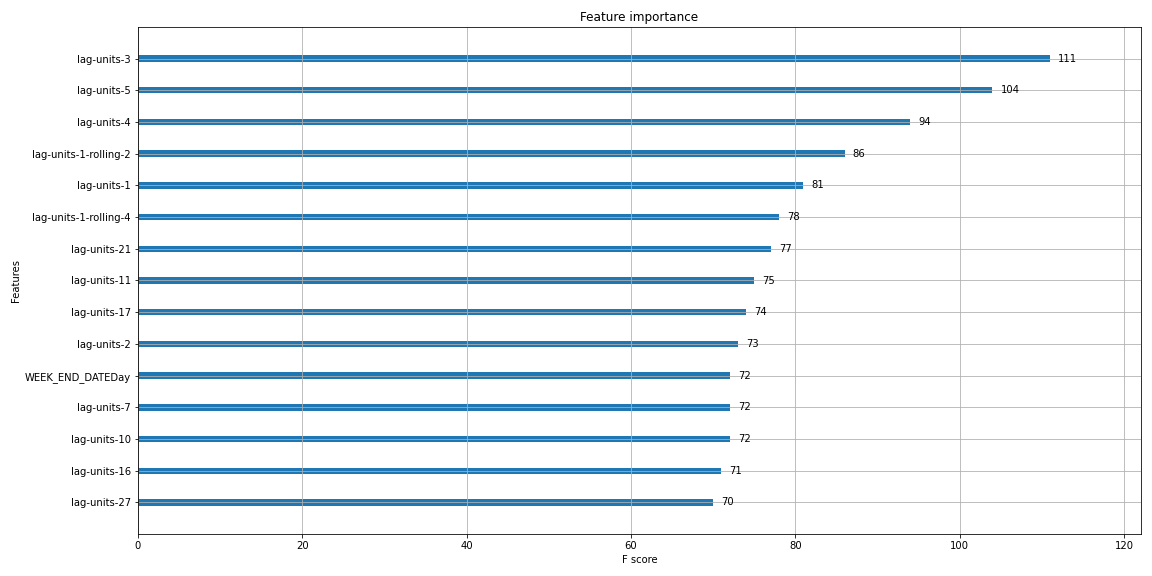 Feature importance
lag-units-3 111
lag-units-5 104
lag-units-4 94
lag-units-1-rolling-2 86
lag-units-1 81
lag-units-1-rolling-4 78
lag-units-21 77
lag-units-11 75
lag-units-17 74
lag-units-2 73
WEEK_END_DATEDay 72
lag-units-7 72
lag-units-10 72
lag-units-16 71
lag-units-27 70
Features
0 20 40 60 80 100 120
F score